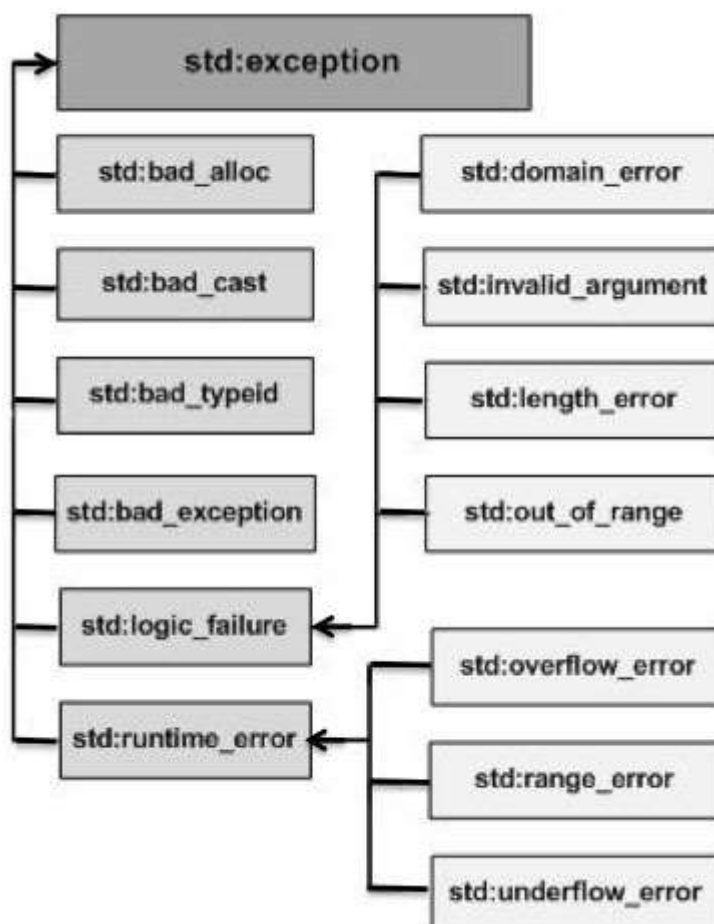 std:exception
std:bad_alloc
std:bad_cast
std:bad_typeid
std:bad_exception
std:logic_failure
std:runtime_error
std:domain_error
std:invalid_argument
std:length_error
std:out_of_range
std:overflow_error
std:range_error
std:underflow_error